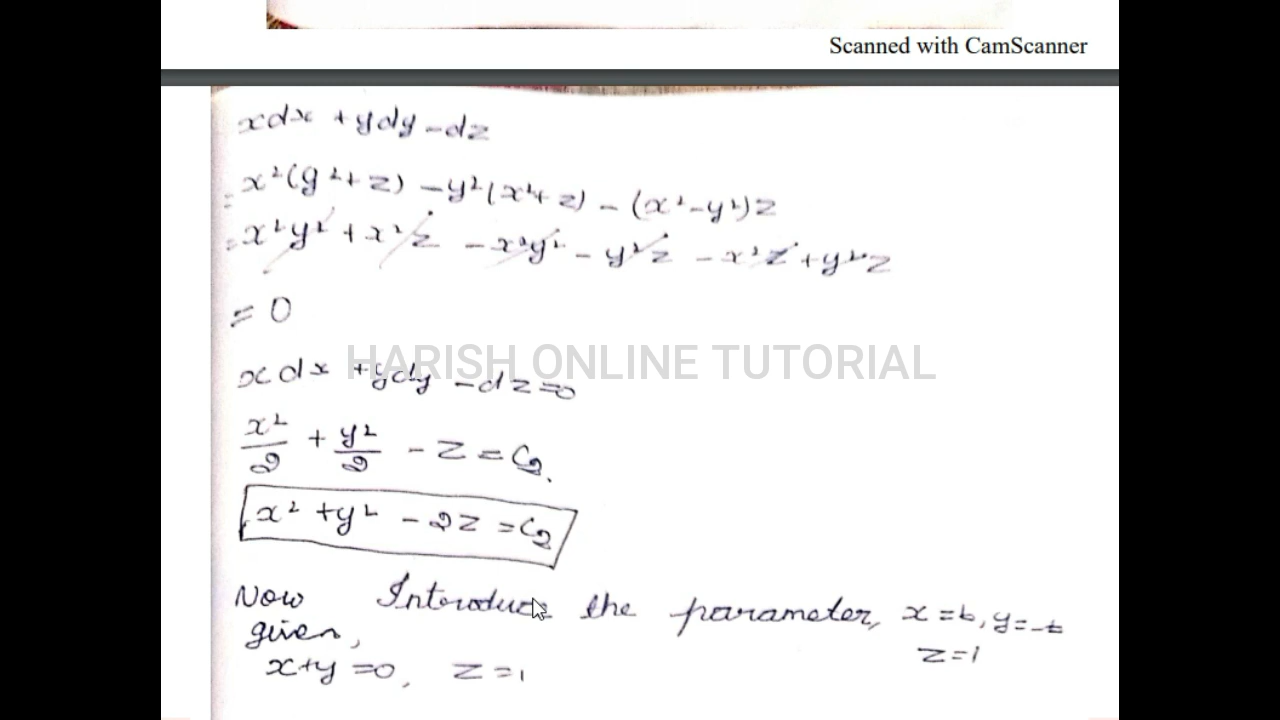 Scanned with CamScanner
xdx + ydy - dz
= x²(y²+z) - y²(x²+z) - (x²-y²)z
= x²y² + x²z - x²y² - y²z - x²z + y²z
= 0
HARISH ONLINE TUTORIAL
xdx + ydy - dz = 0
x²/2 + y²/2 - z = c₂.
x² + y² - 2z = c₂
Now Introduce the parameter, x = t, y = -t
given, z = 1
x+y = 0, z = 1